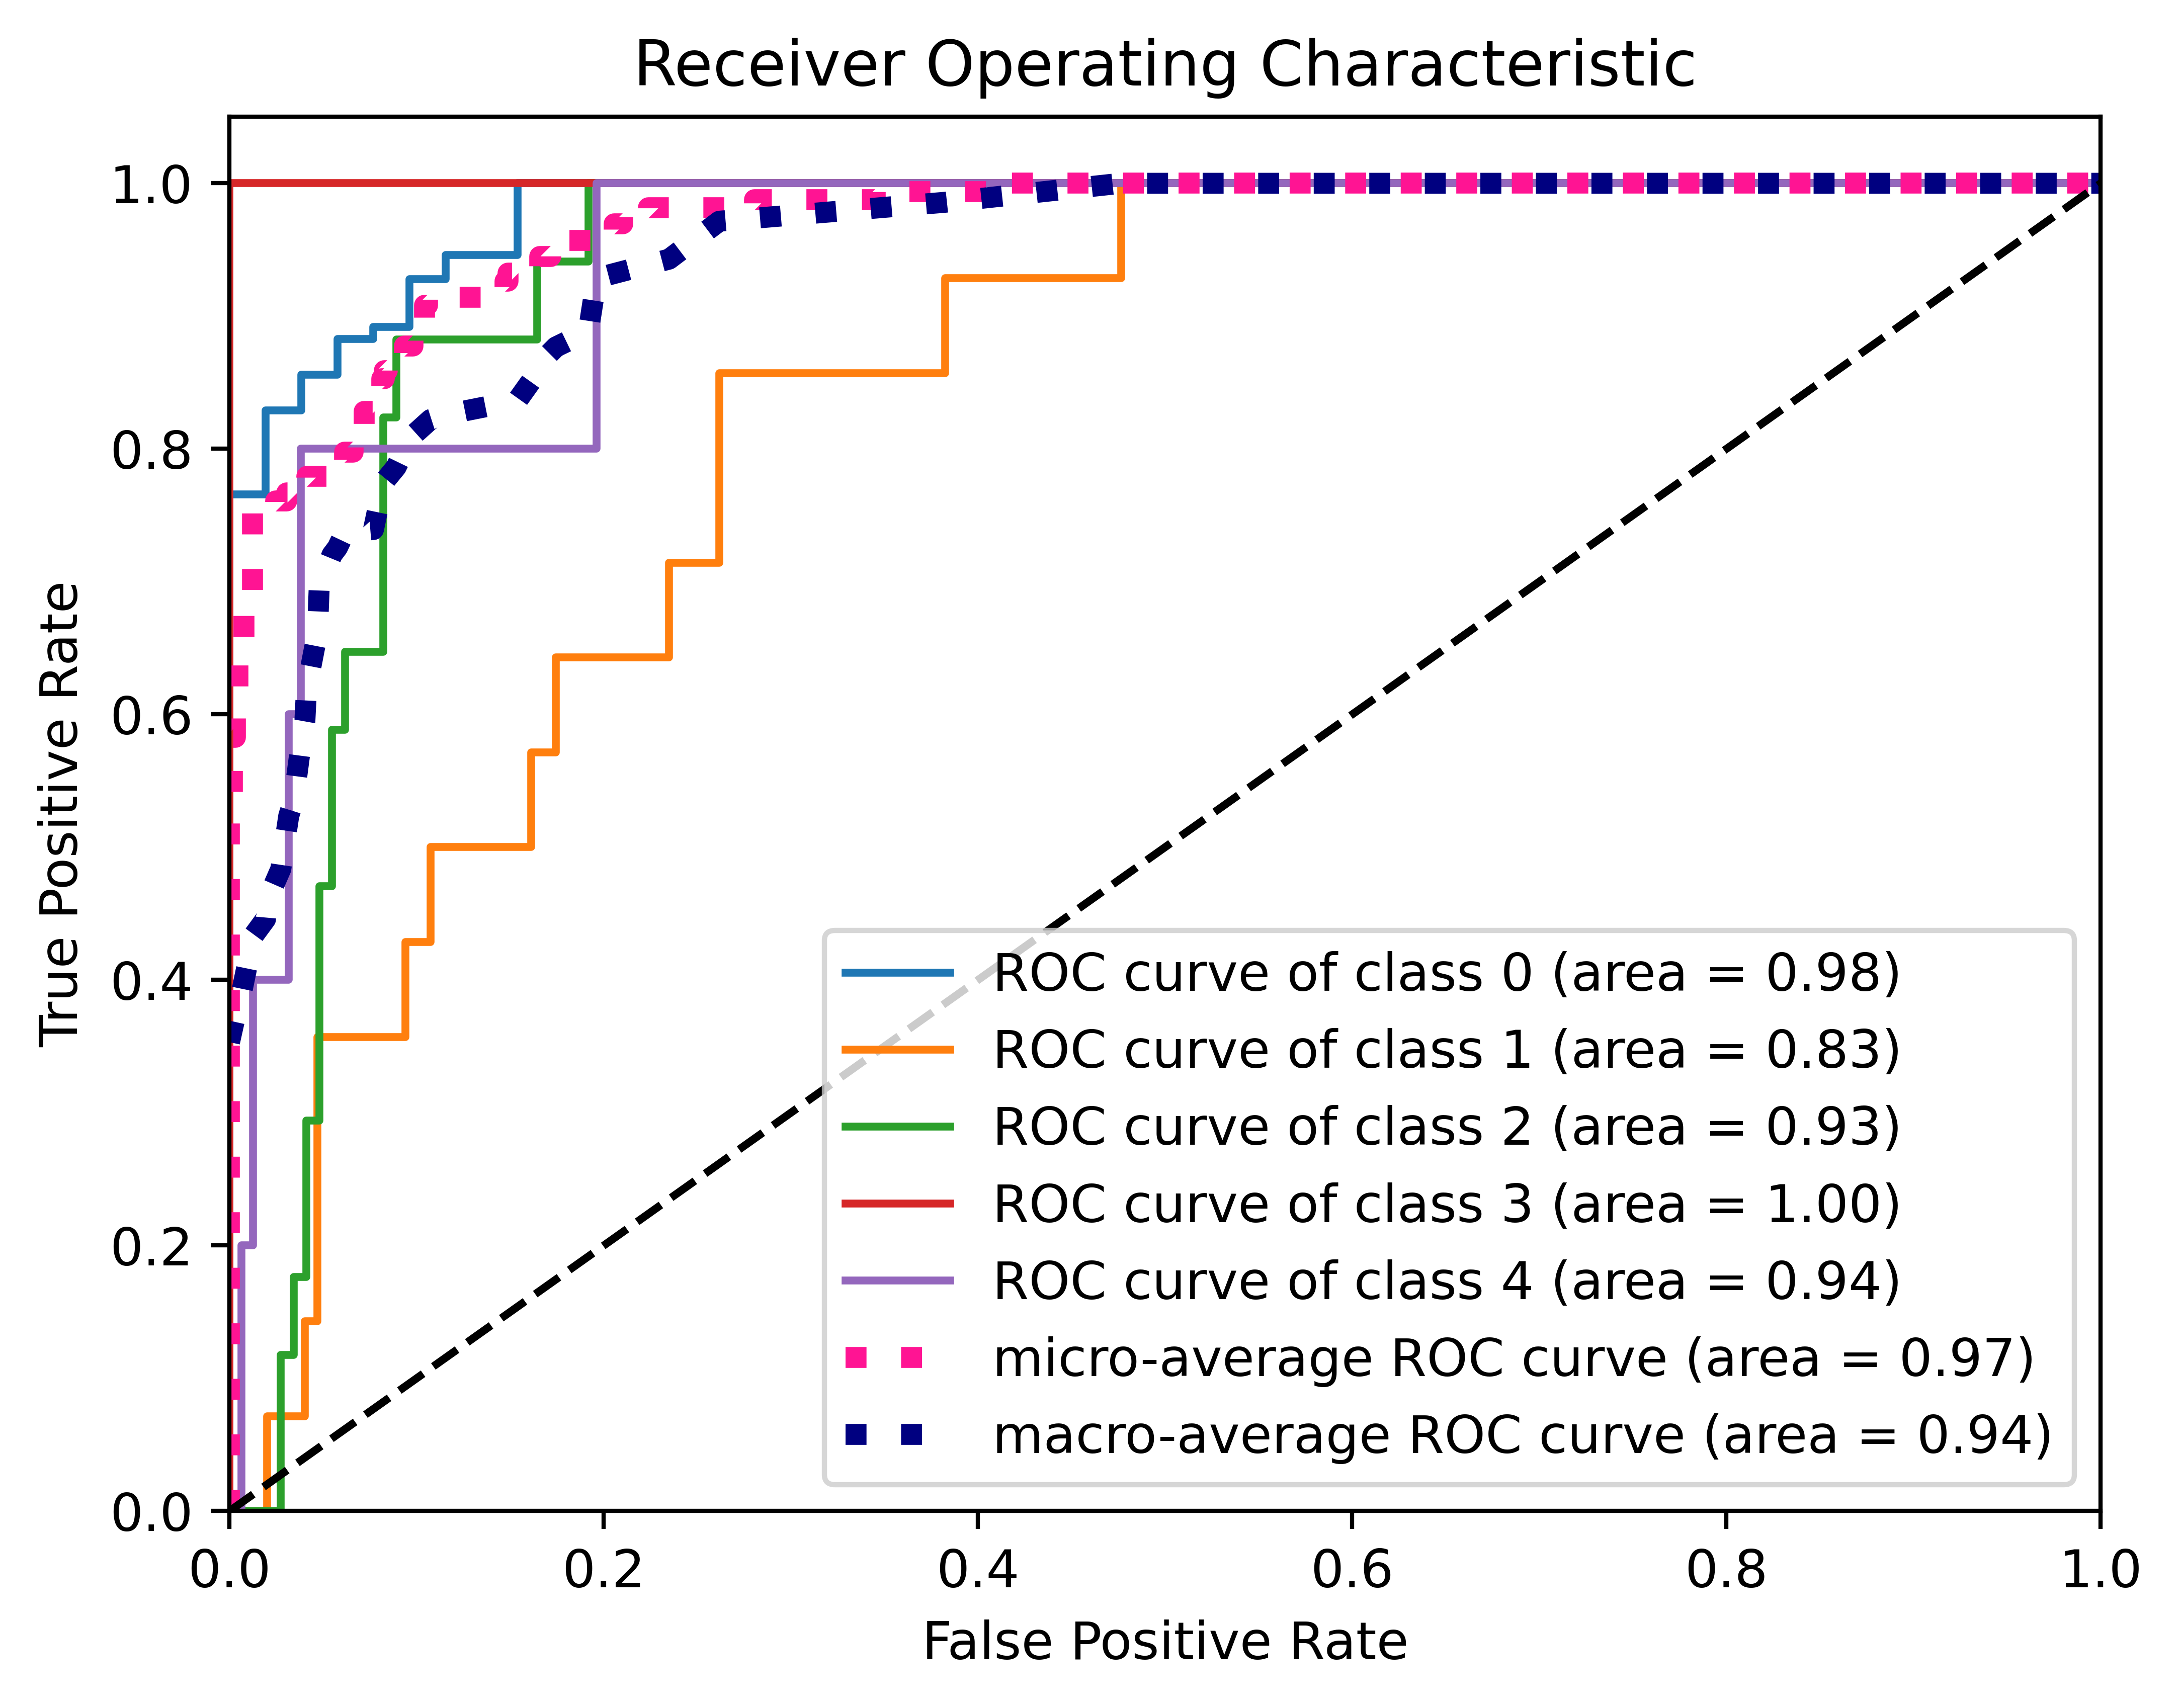 Receiver Operating Characteristic
1.0
0.8
0.6
0.4
0.2
0.0
True Positive Rate
ROC curve of class 0 (area = 0.98)
ROC curve of class 1 (area = 0.83)
ROC curve of class 2 (area = 0.93)
ROC curve of class 3 (area = 1.00)
ROC curve of class 4 (area = 0.94)
micro-average ROC curve (area = 0.97)
macro-average ROC curve (area = 0.94)
0.0 0.2 0.4 0.6 0.8 1.0
False Positive Rate